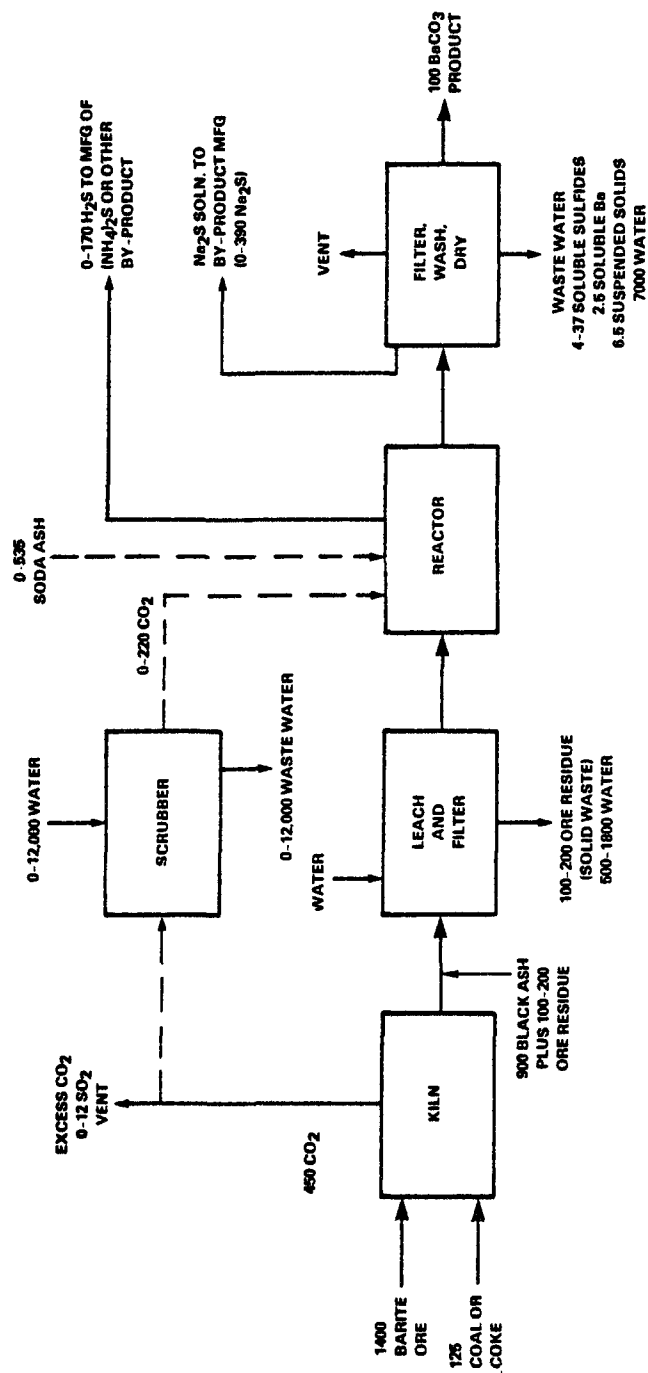 0-170 H2S TO MFG OF
(NH4)2S OR OTHER
BY-PRODUCT
Na2S SOLN. TO
BY-PRODUCT MFG
(0-390 Na2S)
0-535
SODA ASH
0-12,000 WATER
0-220 CO2
EXCESS CO2
0-12 SO2
VENT
SCRUBBER
0-12,000 WASTE WATER
450 CO2
WATER
VENT
1400
BARITE
ORE
125
COAL OR
COKE
KILN
900 BLACK ASH
PLUS 100-200
ORE RESIDUE
LEACH
AND
FILTER
100-200 ORE RESIDUE
(SOLID WASTE)
500-1800 WATER
REACTOR
FILTER,
WASH,
DRY
100 BaCO3
PRODUCT
WASTE WATER
4-37 SOLUBLE SULFIDES
2.5 SOLUBLE Ba
6.5 SUSPENDED SOLIDS
7000 WATER